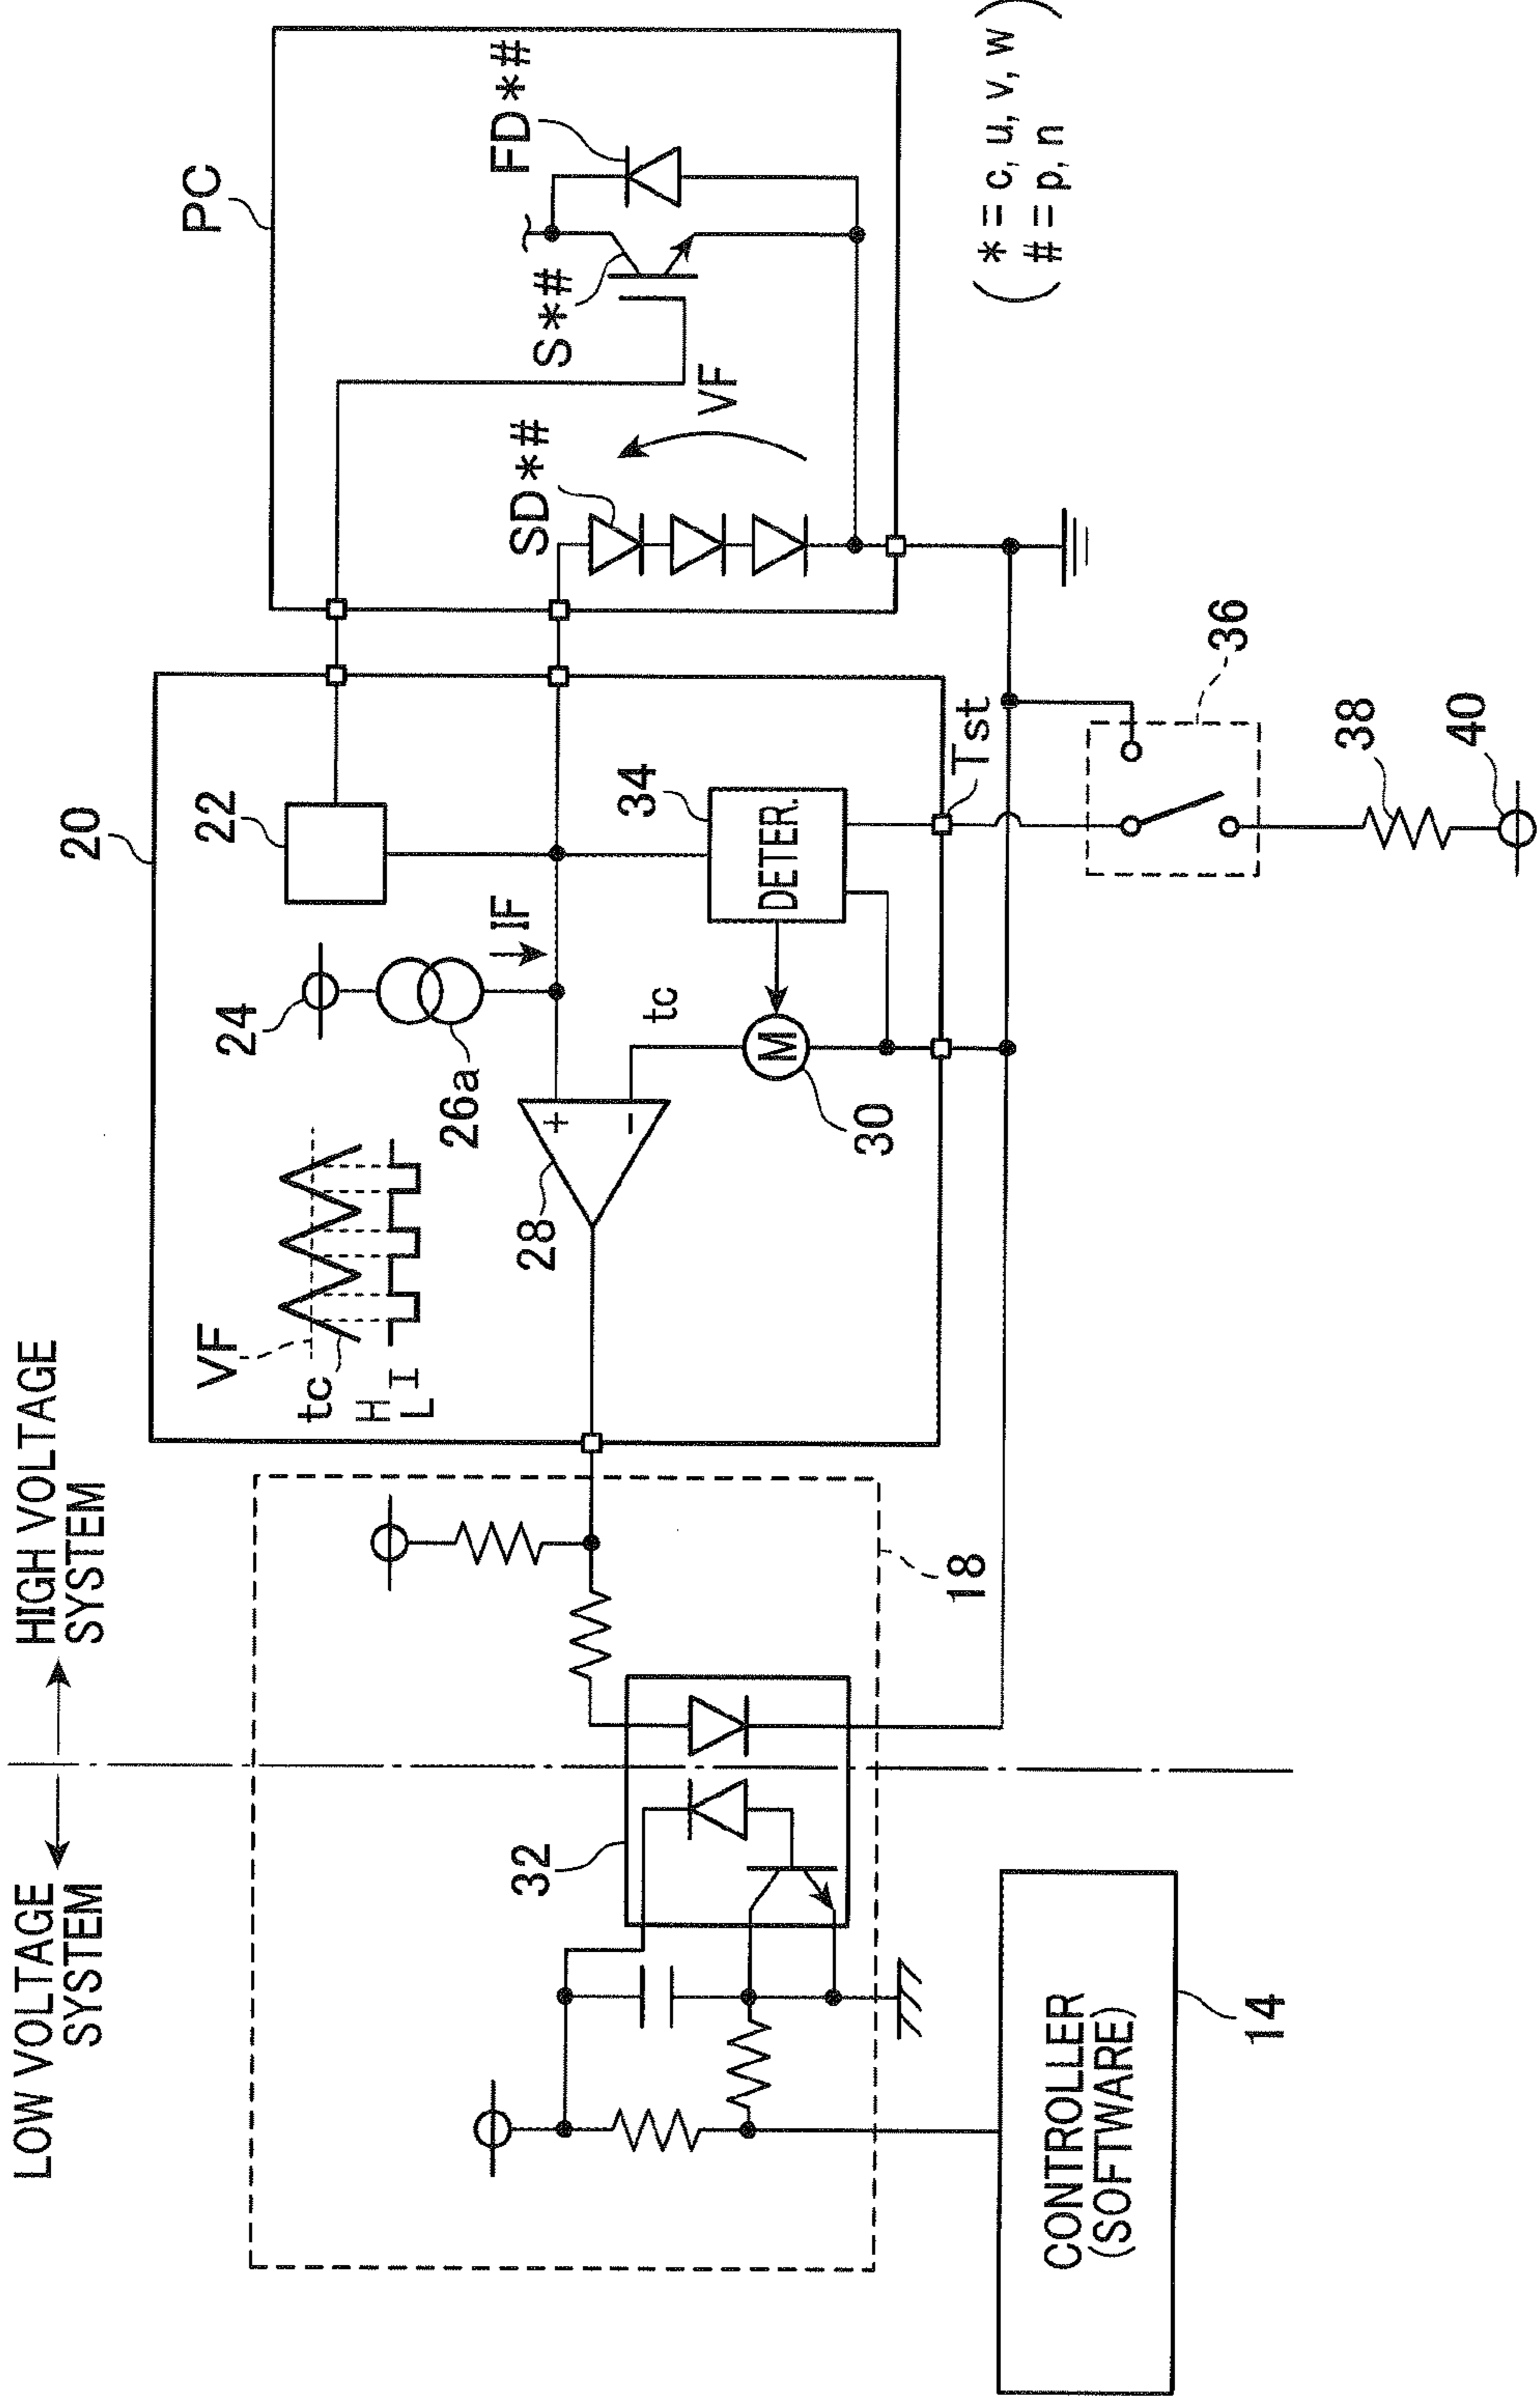 LOW VOLTAGE
SYSTEM
HIGH VOLTAGE
SYSTEM
20
PC
VF
tc
H
L
24
22
26a
IF
28
tc
30
M
34
DETER.
Tst
SD*#
VF
S*#
FD*#
32
18
36
38
40
CONTROLLER
(SOFTWARE)
14
( * = c, u, v, w )
# = p, n